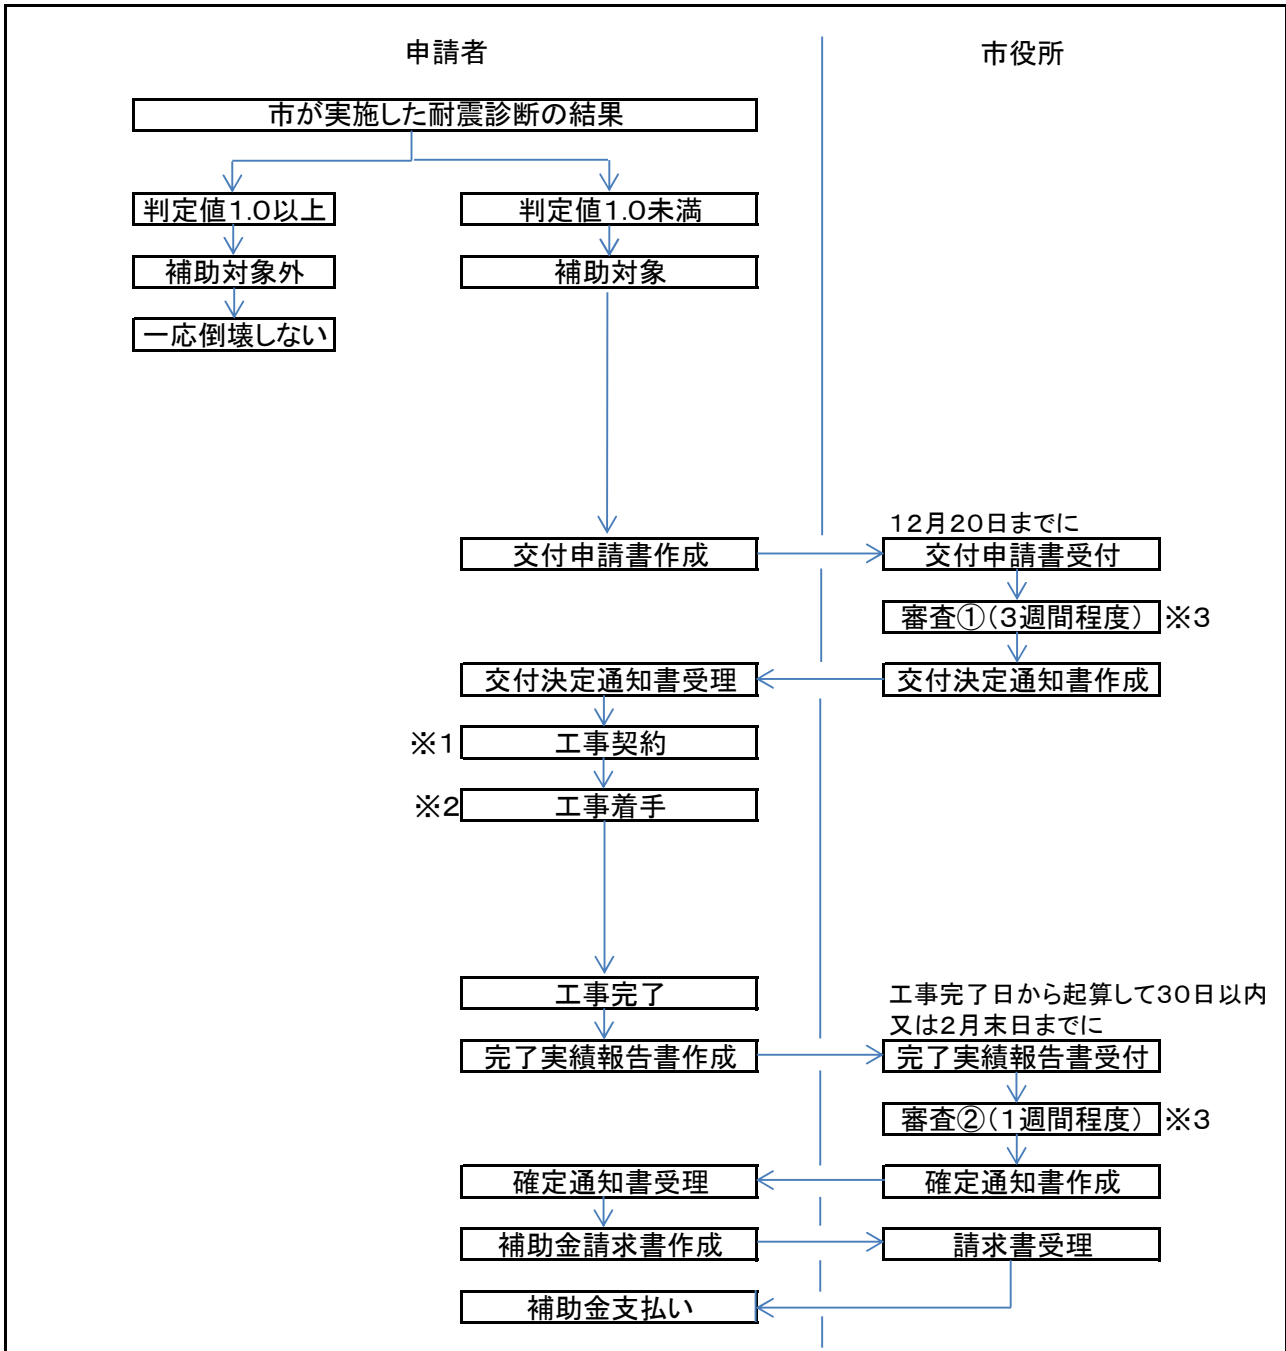 申請者
市役所
市が実施した耐震診断の結果
判定値1.0以上
判定値1.0未満
補助対象外
補助対象
一応倒壊しない
12月20日までに
交付申請書作成
交付申請書受付
審査①(3週間程度) ※3
交付決定通知書受理
交付決定通知書作成
※1 工事契約
※2 工事着手
工事完了
工事完了日から起算して30日以内
又は2月末日までに
完了実績報告書作成
完了実績報告書受付
審査②(1週間程度) ※3
確定通知書受理
確定通知書作成
補助金請求書作成
請求書受理
補助金支払い